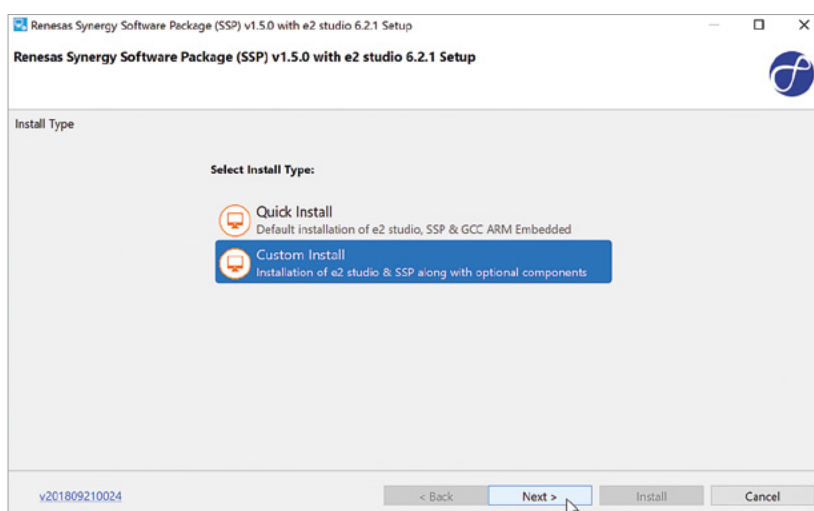 Renesas Synergy Software Package (SSP) v1.5.0 with e2 studio 6.2.1 Setup
Renesas Synergy Software Package (SSP) v1.5.0 with e2 studio 6.2.1 Setup
Install Type
Select Install Type:
Quick Install
Default installation of e2 studio, SSP & GCC ARM Embedded
Custom Install
Installation of e2 studio & SSP along with optional components
v201809210024
< Back Next > Install Cancel